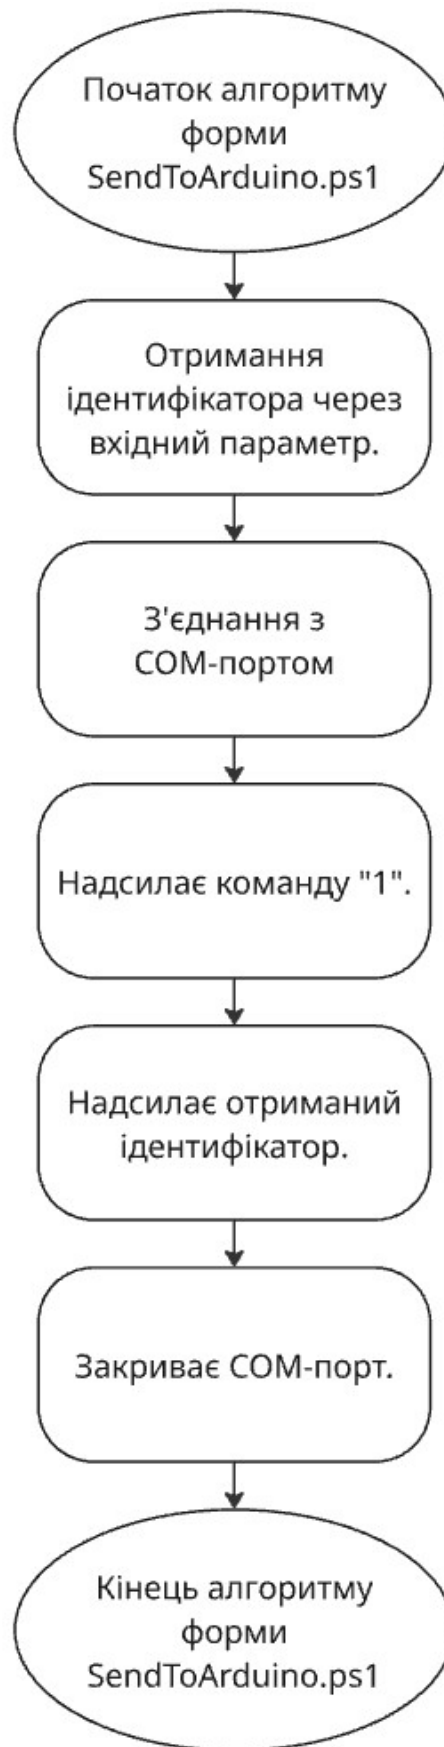 Початок алгоритму
форми
SendToArduino.ps1
Отримання
ідентифікатора через
вхідний параметр.
З'єднання з
COM-портом
Надсилає команду "1".
Надсилає отриманий
ідентифікатор.
Закриває COM-порт.
Кінець алгоритму
форми
SendToArduino.ps1